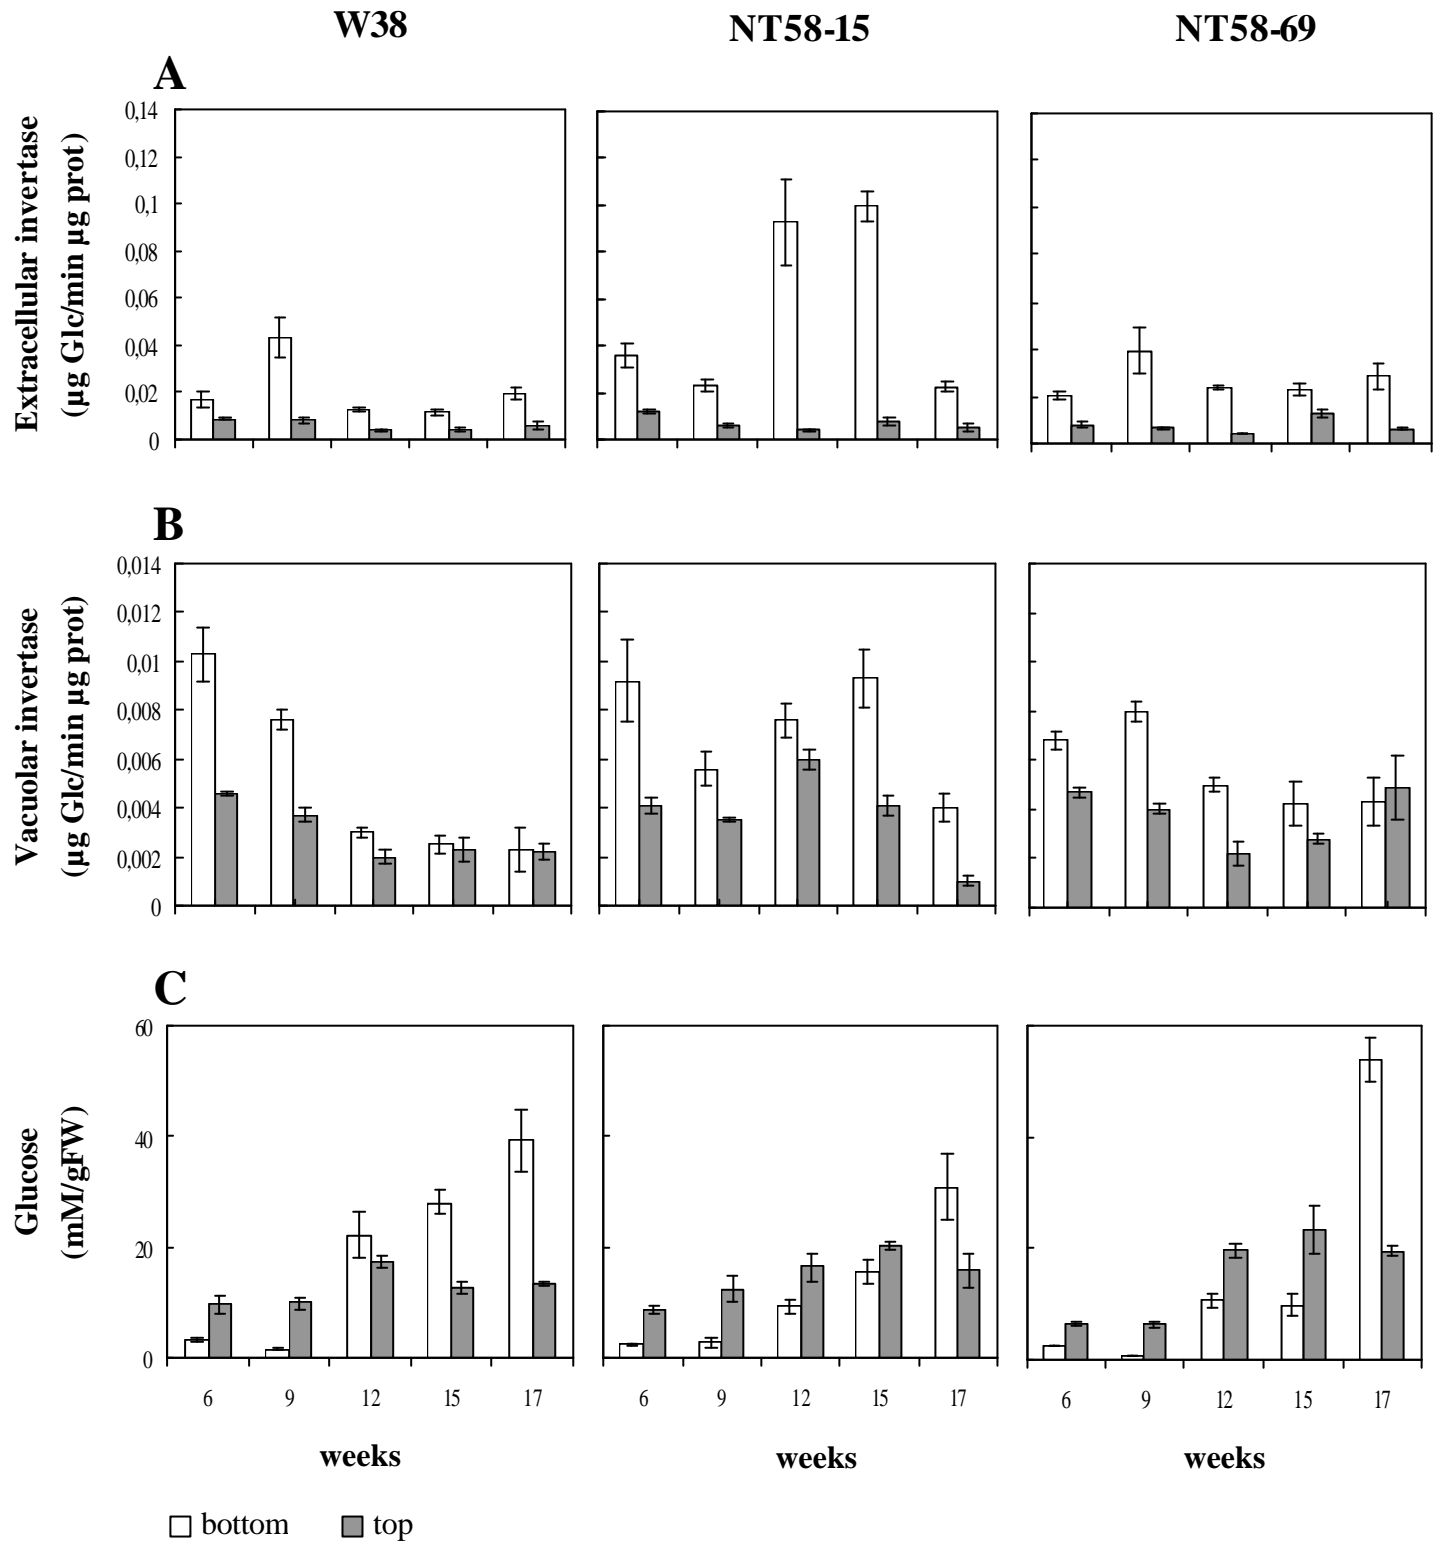 W38 NT58-15 NT58-69
A
Extracellular invertase
(µg Glc/min µg prot)
0,14
0,12
0,1
0,08
0,06
0,04
0,02
0
B
Vacuolar invertase
(µg Glc/min µg prot)
0,014
0,012
0,01
0,008
0,006
0,004
0,002
0
C
Glucose
(mM/gFW)
60
40
20
0
6 9 12 15 17 6 9 12 15 17 6 9 12 15 17
weeks weeks weeks
bottom top